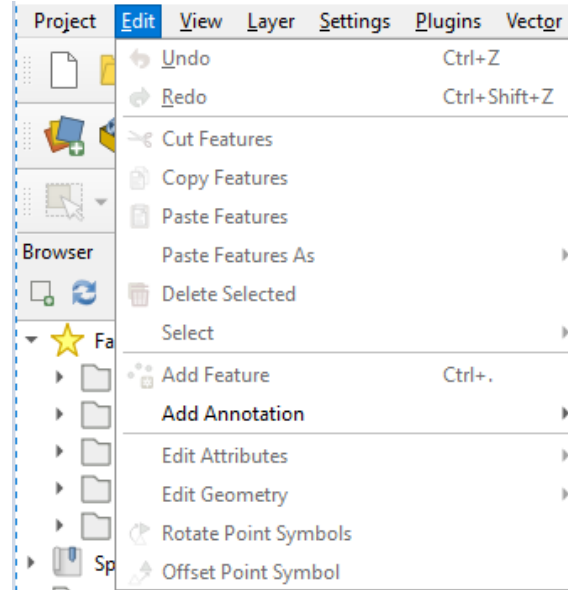 Project Edit View Layer Settings Plugins Vector
Undo Ctrl+Z
Redo Ctrl+Shift+Z
Cut Features
Copy Features
Paste Features
Browser
Paste Features As
Delete Selected
Fa
Select
Add Feature Ctrl+.
Add Annotation
Edit Attributes
Edit Geometry
Rotate Point Symbols
Sp
Offset Point Symbol